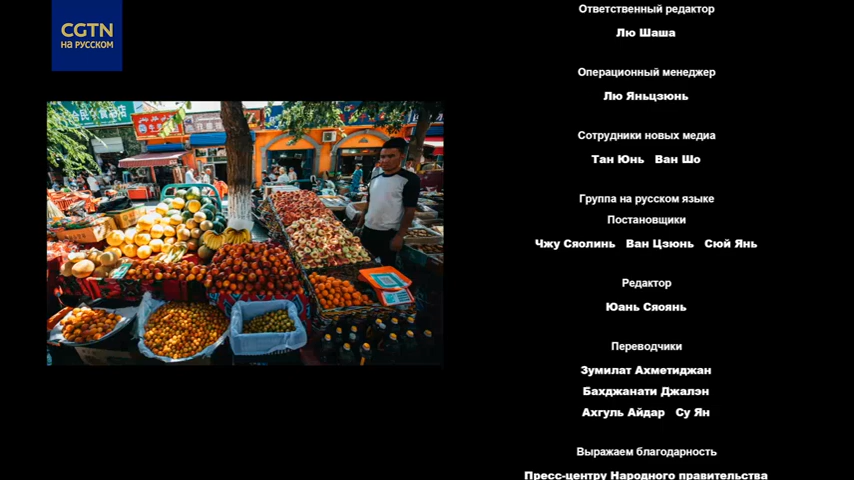 CGTN
на русском
Ответственный редактор
Лю Шаша
Операционный менеджер
Лю Яньцзюнь
Сотрудники новых медиа
Тан Юнь Ван Шо
Группа на русском языке
Постановщики
Чжу Сяолинь Ван Цзюнь Сюй Янь
Редактор
Юань Сяоянь
Переводчики
Зумилат Ахметиджан
Бахджанати Джалэн
Ахгуль Айдар Су Ян
Выражаем благодарность
Пресс-центру Народного правительства